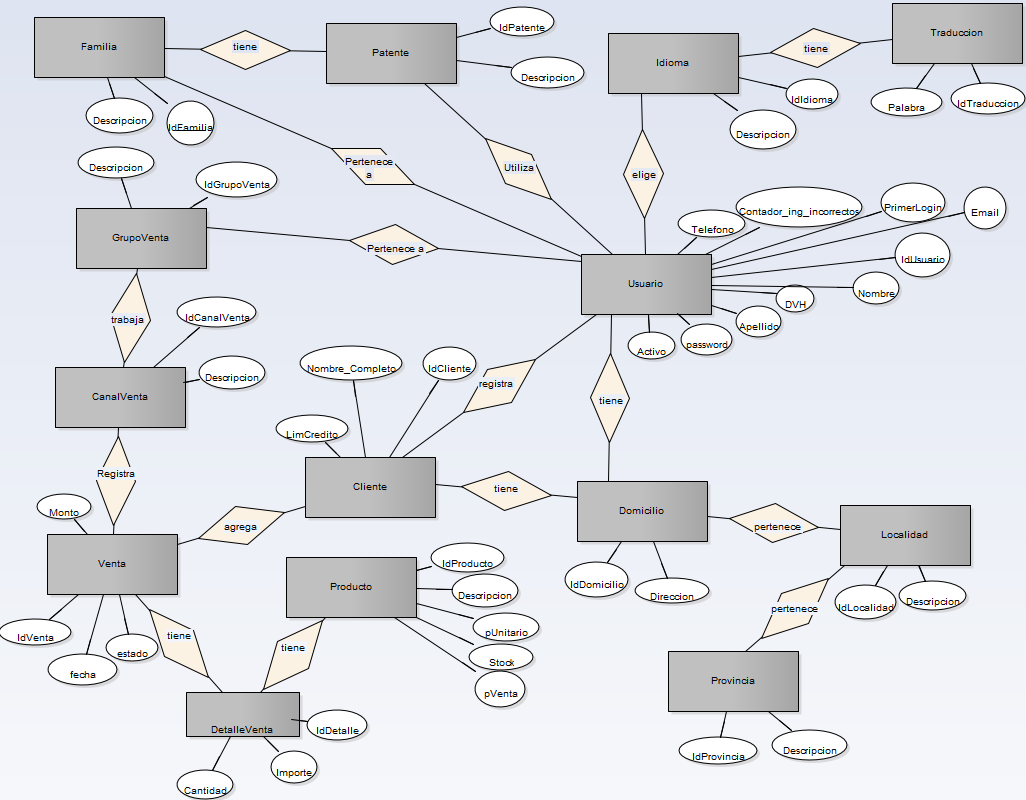 Familia
tiene
Patente
IdPatente
Descripcion
Idioma
tiene
Traduccion
Palabra
IdTraduccion
IdIdioma
Descripcion
Descripcion
IdFamilia
Pertenece
a
Utiliza
elige
Descripcion
IdGrupoVenta
GrupoVenta
Pertenece a
Telefono
Contador_ing_incorrectos
PrimerLogin
Email
IdUsuario
Nombre
DVH
Apellido
password
Activo
Usuario
trabaja
IdCanalVenta
Descripcion
CanalVenta
Nombre_Completo
IdCliente
registra
tiene
LimCredito
Registra
Cliente
tiene
Domicilio
pertenece
Localidad
Monto
agrega
Venta
Producto
IdProducto
Descripcion
pUnitario
Stock
pVenta
IdDomicilio
Direccion
pertenece
IdLocalidad
Descripcion
IdVenta
fecha
estado
tiene
tiene
Provincia
DetalleVenta
IdDetalle
Importe
Cantidad
IdProvincia
Descripcion